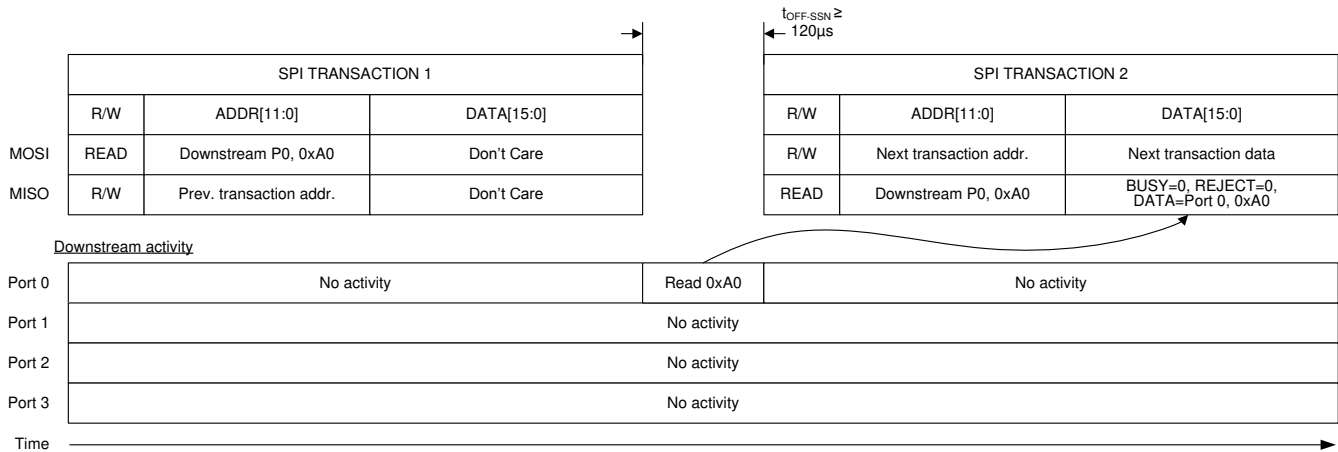 tOFF-SSN ≥
120µs
SPI TRANSACTION 1
SPI TRANSACTION 2
R/W ADDR[11:0] DATA[15:0] R/W ADDR[11:0] DATA[15:0]
MOSI READ Downstream P0, 0xA0 Don't Care R/W Next transaction addr. Next transaction data
MISO R/W Prev. transaction addr. Don't Care READ Downstream P0, 0xA0 BUSY=0, REJECT=0,
DATA=Port 0, 0xA0
Downstream activity
Port 0 No activity Read 0xA0 No activity
Port 1 No activity
Port 2 No activity
Port 3 No activity
Time